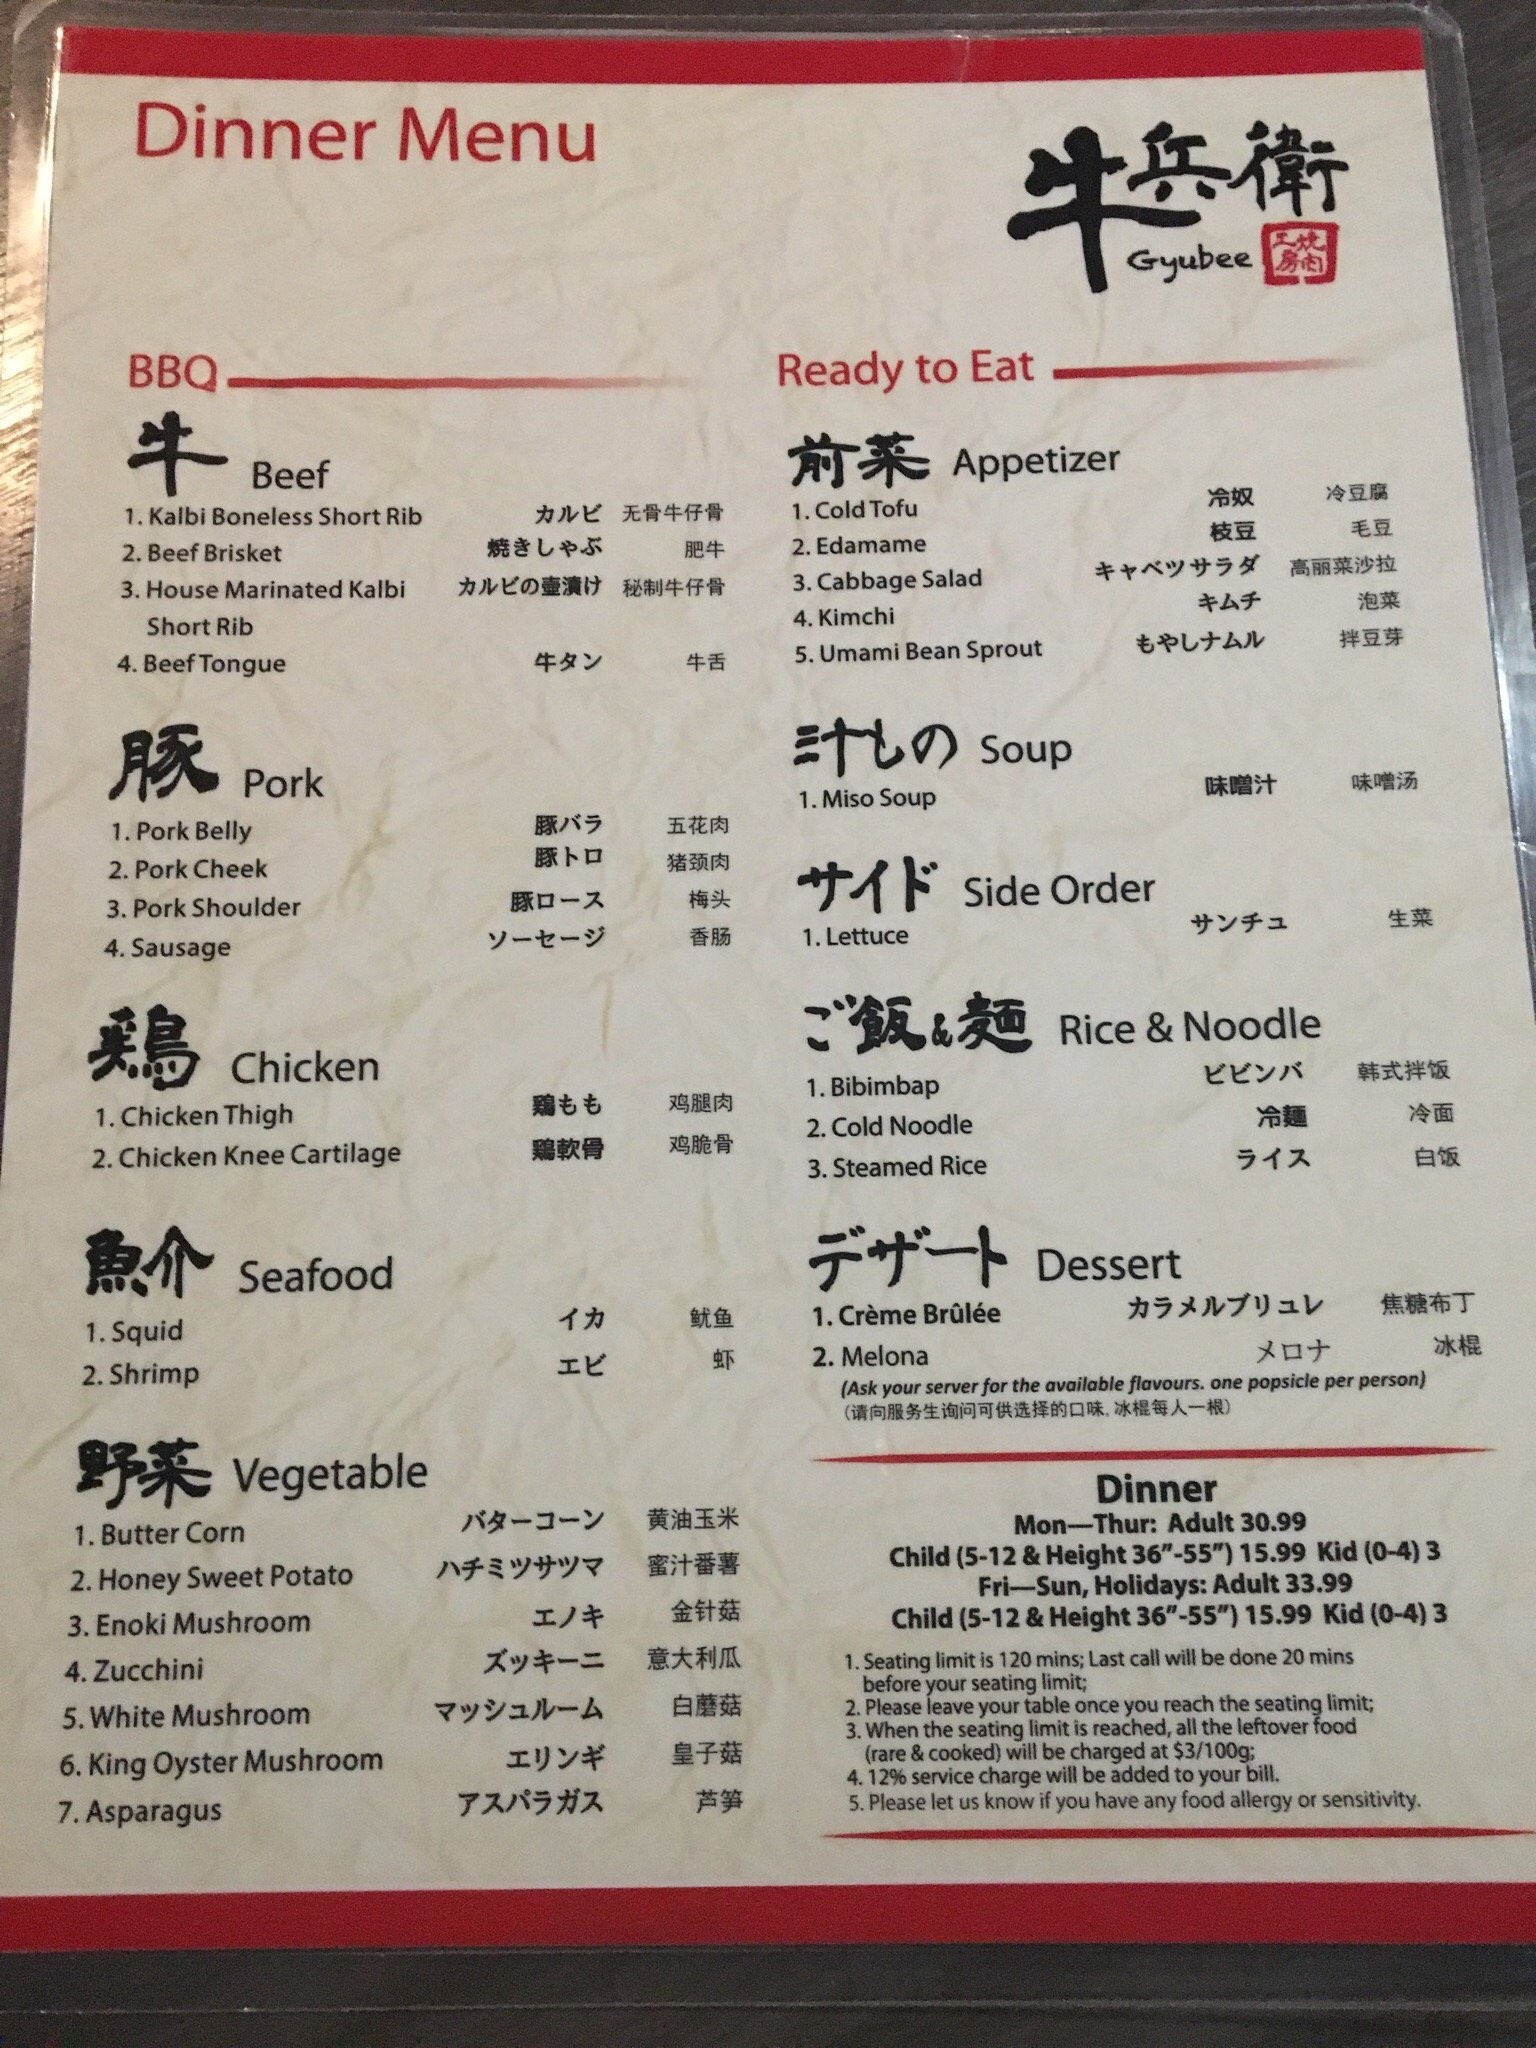 Dinner Menu
牛兵衛
Gyubee
焼肉工房
BBQ
牛 Beef
1. Kalbi Boneless Short Rib カルビ 无骨牛仔骨
2. Beef Brisket 焼きしゃぶ 肥牛
3. House Marinated Kalbi カルビの壷漬け 秘制牛仔骨
Short Rib
4. Beef Tongue 牛タン 牛舌
豚 Pork
1. Pork Belly 豚バラ 五花肉
2. Pork Cheek 豚トロ 猪颈肉
3. Pork Shoulder 豚ロース 梅头
4. Sausage ソーセージ 香肠
鶏 Chicken
1. Chicken Thigh 鶏もも 鸡腿肉
2. Chicken Knee Cartilage 鶏軟骨 鸡脆骨
魚介 Seafood
1. Squid イカ 鱿鱼
2. Shrimp エビ 虾
野菜 Vegetable
1. Butter Corn バターコーン 黄油玉米
2. Honey Sweet Potato ハチミツサツマ 蜜汁番薯
3. Enoki Mushroom エノキ 金针菇
4. Zucchini ズッキーニ 意大利瓜
5. White Mushroom マッシュルーム 白蘑菇
6. King Oyster Mushroom エリンギ 皇子菇
7. Asparagus アスパラガス 芦笋
Ready to Eat
前菜 Appetizer
1. Cold Tofu 冷奴 冷豆腐
2. Edamame 枝豆 毛豆
3. Cabbage Salad キャベツサラダ 高丽菜沙拉
4. Kimchi キムチ 泡菜
5. Umami Bean Sprout もやしナムル 拌豆芽
汁もの Soup
1. Miso Soup 味噌汁 味噌汤
サイド Side Order
1. Lettuce サンチュ 生菜
ご飯&麺 Rice & Noodle
1. Bibimbap ビビンバ 韩式拌饭
2. Cold Noodle 冷麺 冷面
3. Steamed Rice ライス 白饭
デザート Dessert
1. Crème Brûlée カラメルブリュレ 焦糖布丁
2. Melona メロナ 冰棍
(Ask your server for the available flavours. one popsicle per person)
(请向服务生询问可供选择的口味, 冰棍每人一根)
Dinner
Mon—Thur: Adult 30.99
Child (5-12 & Height 36”-55”) 15.99 Kid (0-4) 3
Fri—Sun, Holidays: Adult 33.99
Child (5-12 & Height 36”-55”) 15.99 Kid (0-4) 3
1. Seating limit is 120 mins; Last call will be done 20 mins
before your seating limit;
2. Please leave your table once you reach the seating limit;
3. When the seating limit is reached, all the leftover food
(rare & cooked) will be charged at $3/100g;
4. 12% service charge will be added to your bill.
5. Please let us know if you have any food allergy or sensitivity.